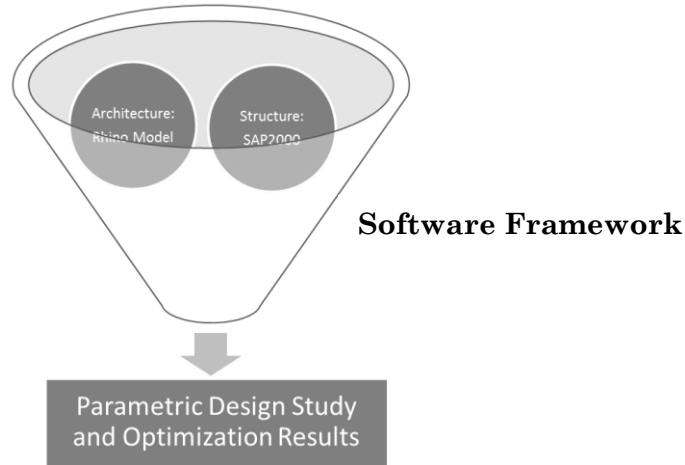 Architecture:
Rhino Model
Structure:
SAP2000
Software Framework
Parametric Design Study
and Optimization Results